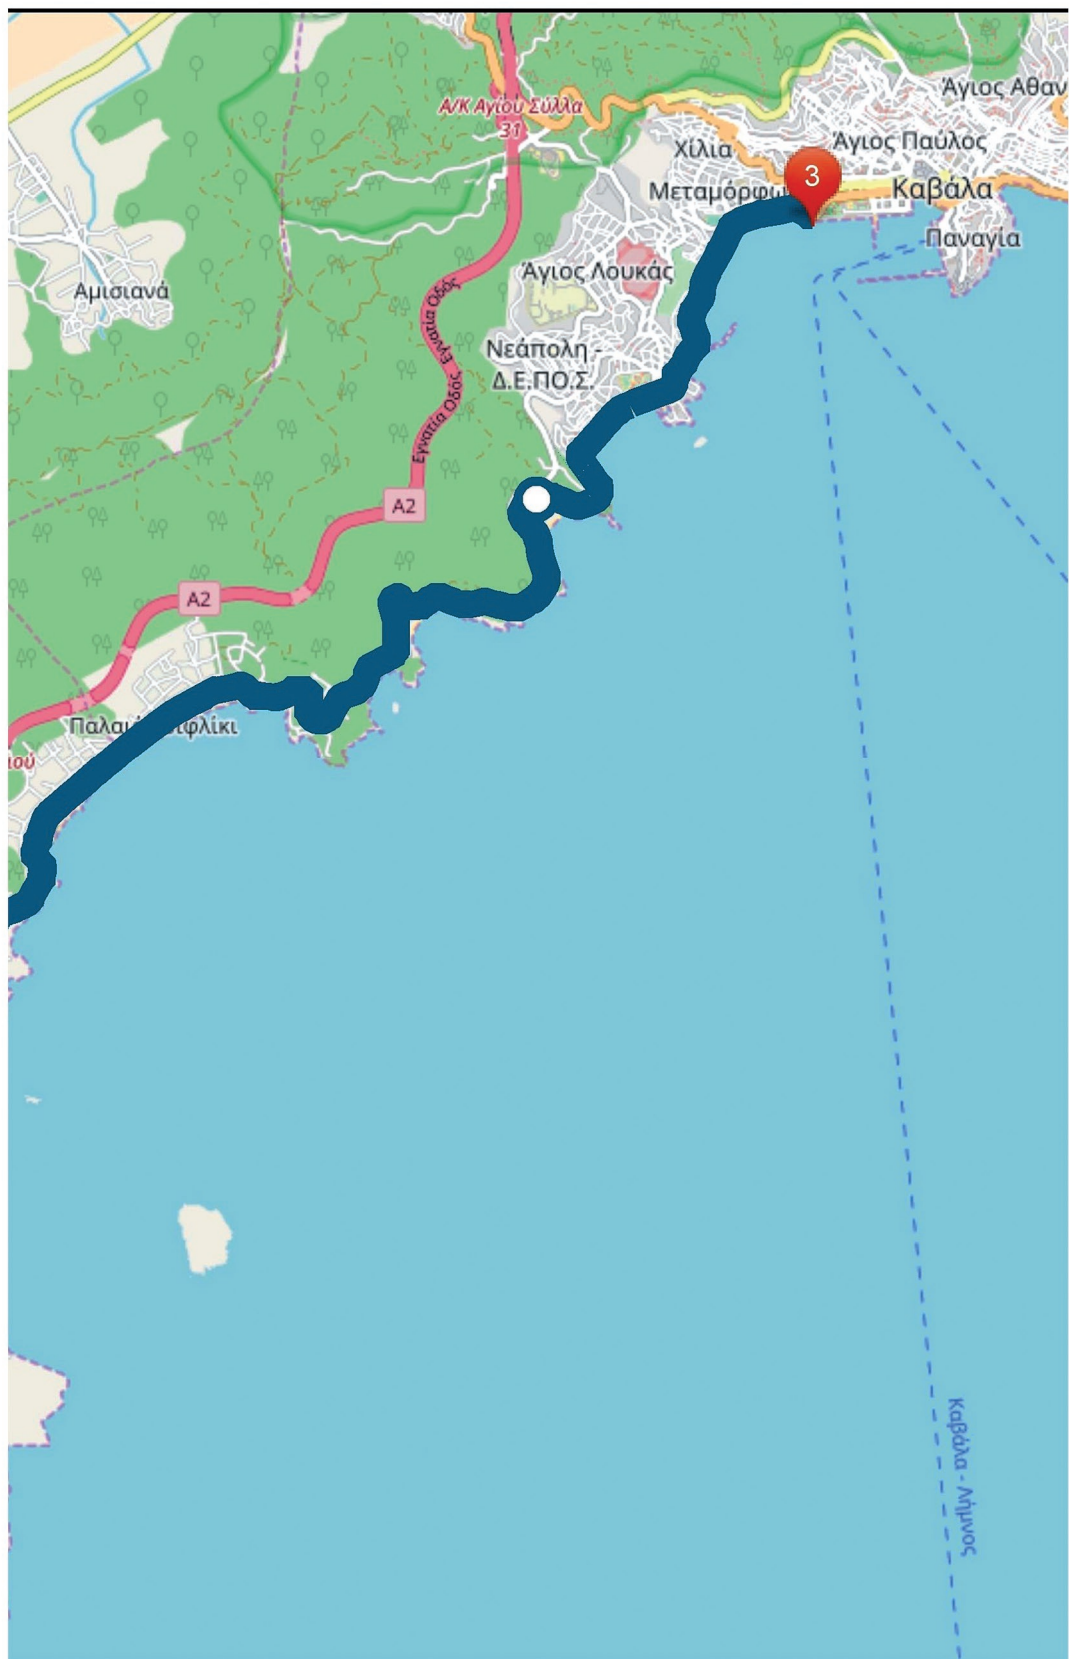 Άγιος Αθαν
Α/Κ Αγίου Σύλλα
31
Άγιος Παύλος
Χίλια
3
Μεταμόρφω
Καβάλα
Παναγία
Άγιος Λουκάς
Αμισιανά
Εγνατία Οδός
Εγνατία Οδός
Νεάπολη -
Δ.Ε.ΠΟ.Σ.
A2
A2
Παλαι
ιφλίκι
ιού
Καβάλα - Λήμνος